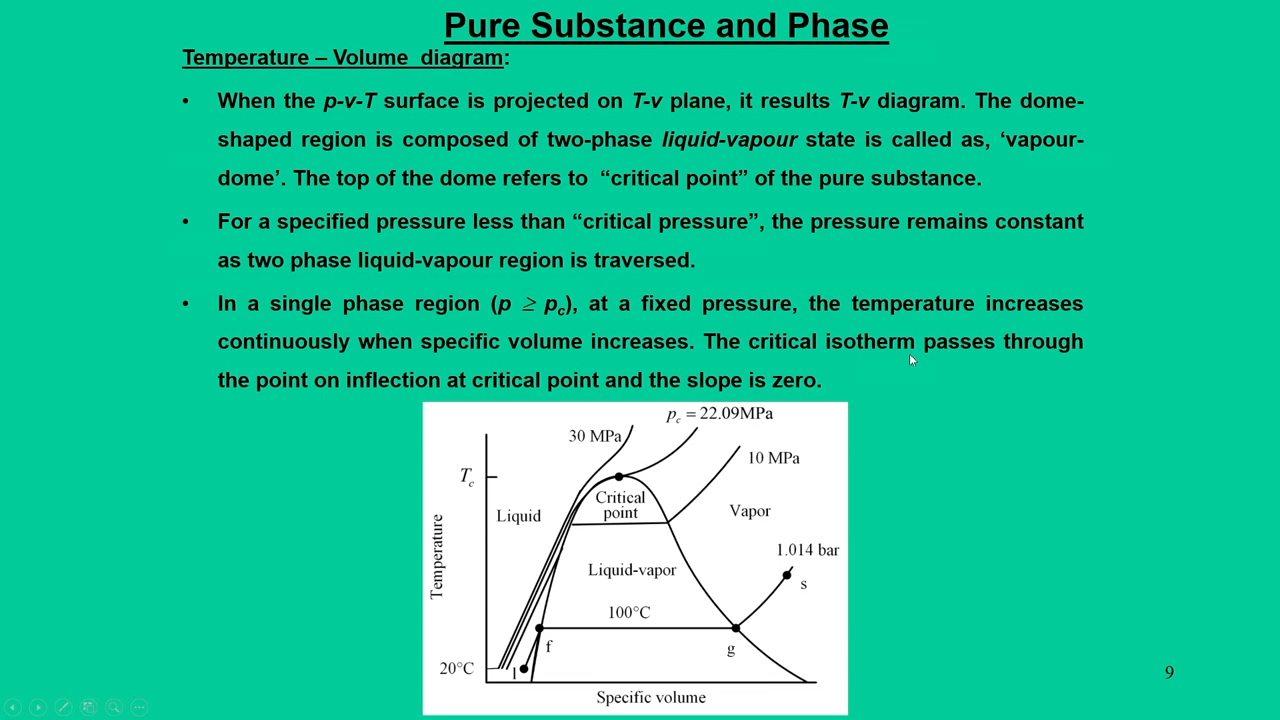 Pure Substance and Phase
Temperature – Volume diagram:
• When the p-v-T surface is projected on T-v plane, it results T-v diagram. The dome-
shaped region is composed of two-phase liquid-vapour state is called as, ‘vapour-
dome’. The top of the dome refers to “critical point” of the pure substance.
• For a specified pressure less than “critical pressure”, the pressure remains constant
as two phase liquid-vapour region is traversed.
• In a single phase region (p ≥ pc), at a fixed pressure, the temperature increases
continuously when specific volume increases. The critical isotherm passes through
the point on inflection at critical point and the slope is zero.
pc = 22.09MPa
30 MPa
10 MPa
Tc
Critical
point
Liquid
Vapor
Temperature
1.014 bar
Liquid-vapor
s
100°C
f
g
20°C
l
Specific volume
9